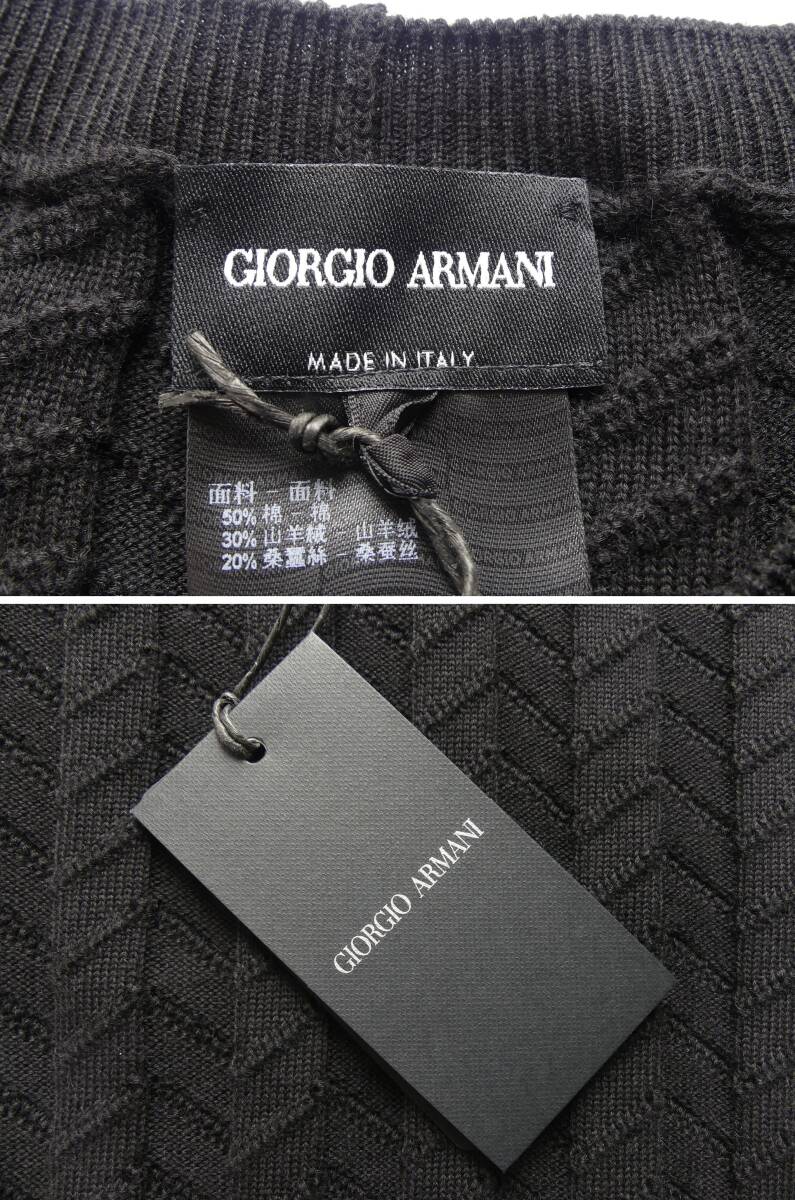 GIORGIO ARMANI
MADE IN ITALY
面料 – 面料
50% 棉 – 棉
30% 山羊絨 – 山羊绒
20% 桑蠶絲 – 桑蚕丝
GIORGIO ARMANI